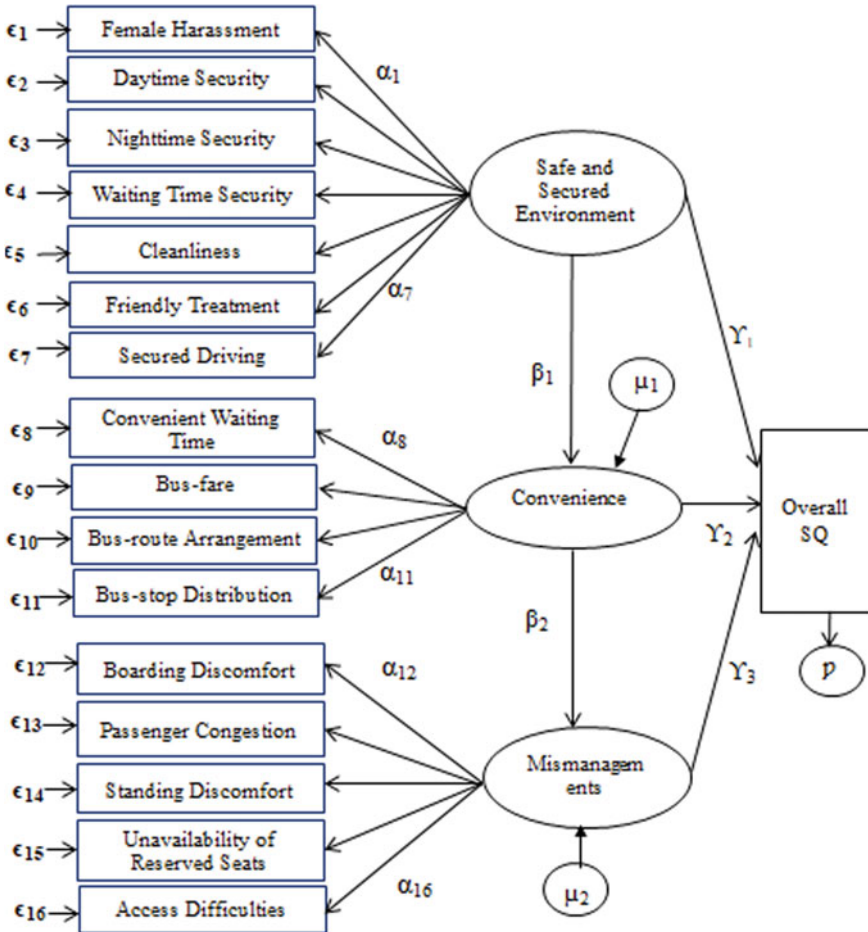 ϵ1 Female Harassment
ϵ2 Daytime Security
α1
ϵ3 Nighttime Security
ϵ4 Waiting Time Security
Safe and
Secured
Environment
ϵ5 Cleanliness
ϵ6 Friendly Treatment
α7
ϵ7 Secured Driving
ϒ1
β1
μ1
ϵ8 Convenient Waiting
Time
α8
ϵ9 Bus-fare
Convenience
ϵ10 Bus-route Arrangement
ϒ2
Overall
SQ
ϵ11 Bus-stop Distribution
α11
β2
ϵ12 Boarding Discomfort
α12
ϒ3
p
ϵ13 Passenger Congestion
ϵ14 Standing Discomfort
Mismanagem
ents
ϵ15 Unavailability of
Reserved Seats
ϵ16 Access Difficulties
α16
μ2